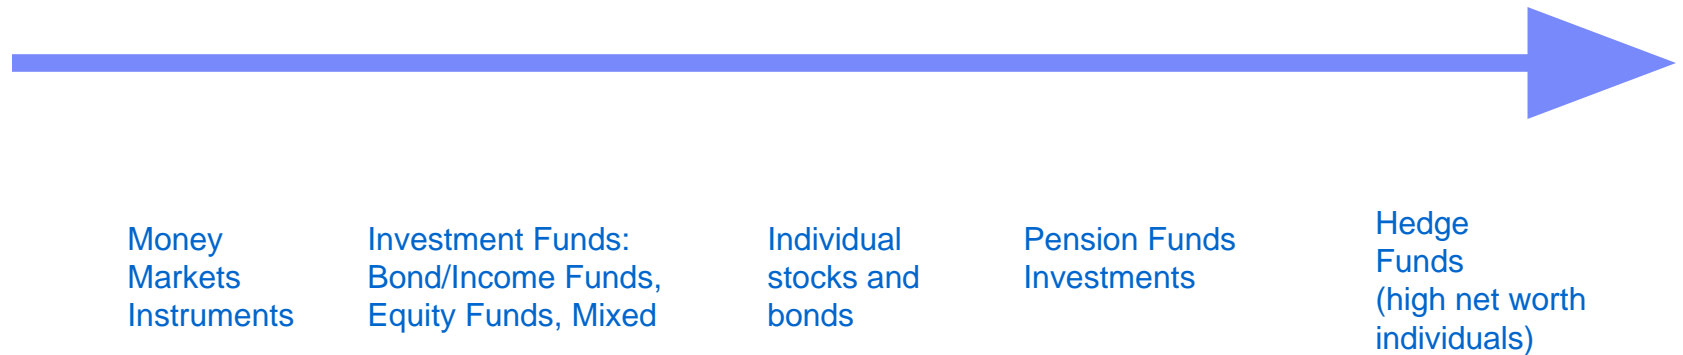 Money
Markets
Instruments
Investment Funds:
Bond/Income Funds,
Equity Funds, Mixed
Individual
stocks and
bonds
Pension Funds
Investments
Hedge
Funds
(high net worth
individuals)